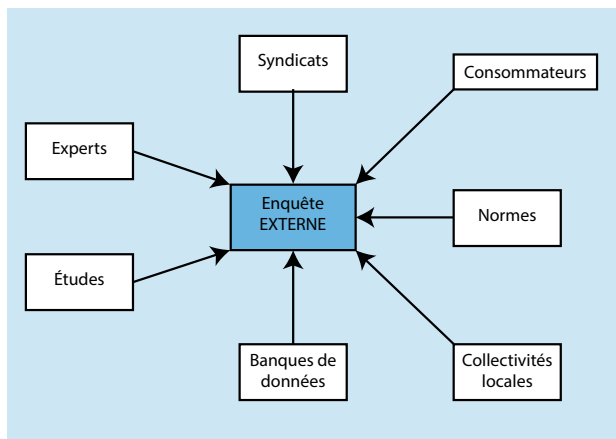 Syndicats
Consommateurs
Experts
Enquête
EXTERNE
Normes
Études
Banques de
données
Collectivités
locales